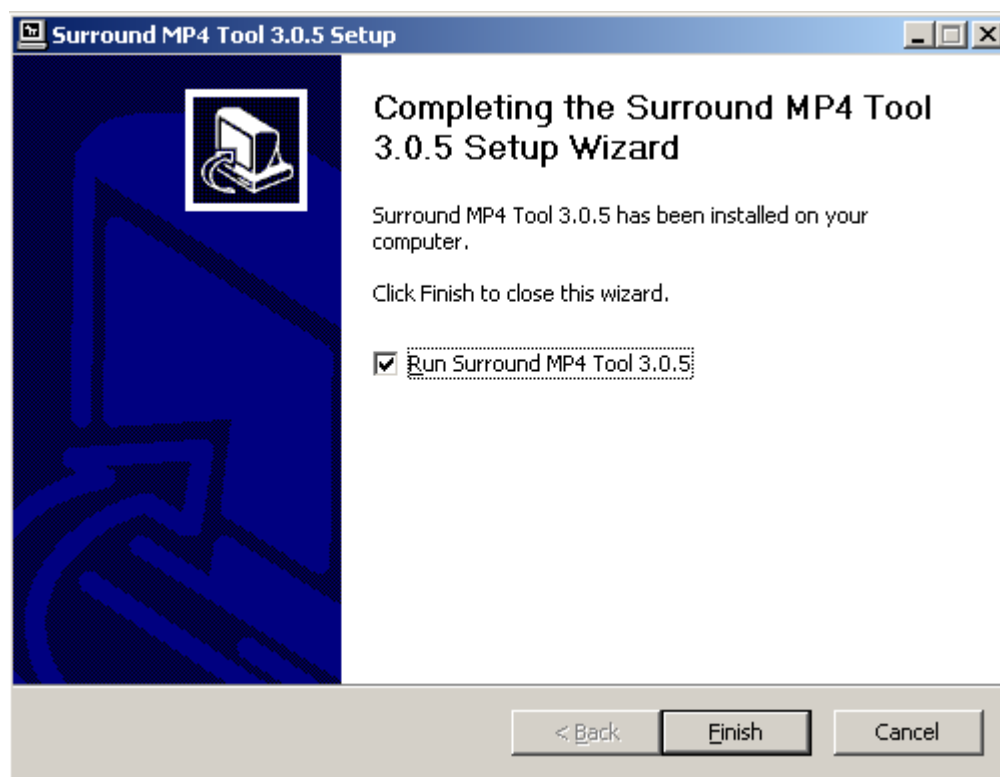 Surround MP4 Tool 3.0.5 Setup
Completing the Surround MP4 Tool
3.0.5 Setup Wizard
Surround MP4 Tool 3.0.5 has been installed on your
computer.
Click Finish to close this wizard.
Run Surround MP4 Tool 3.0.5
< Back
Finish
Cancel